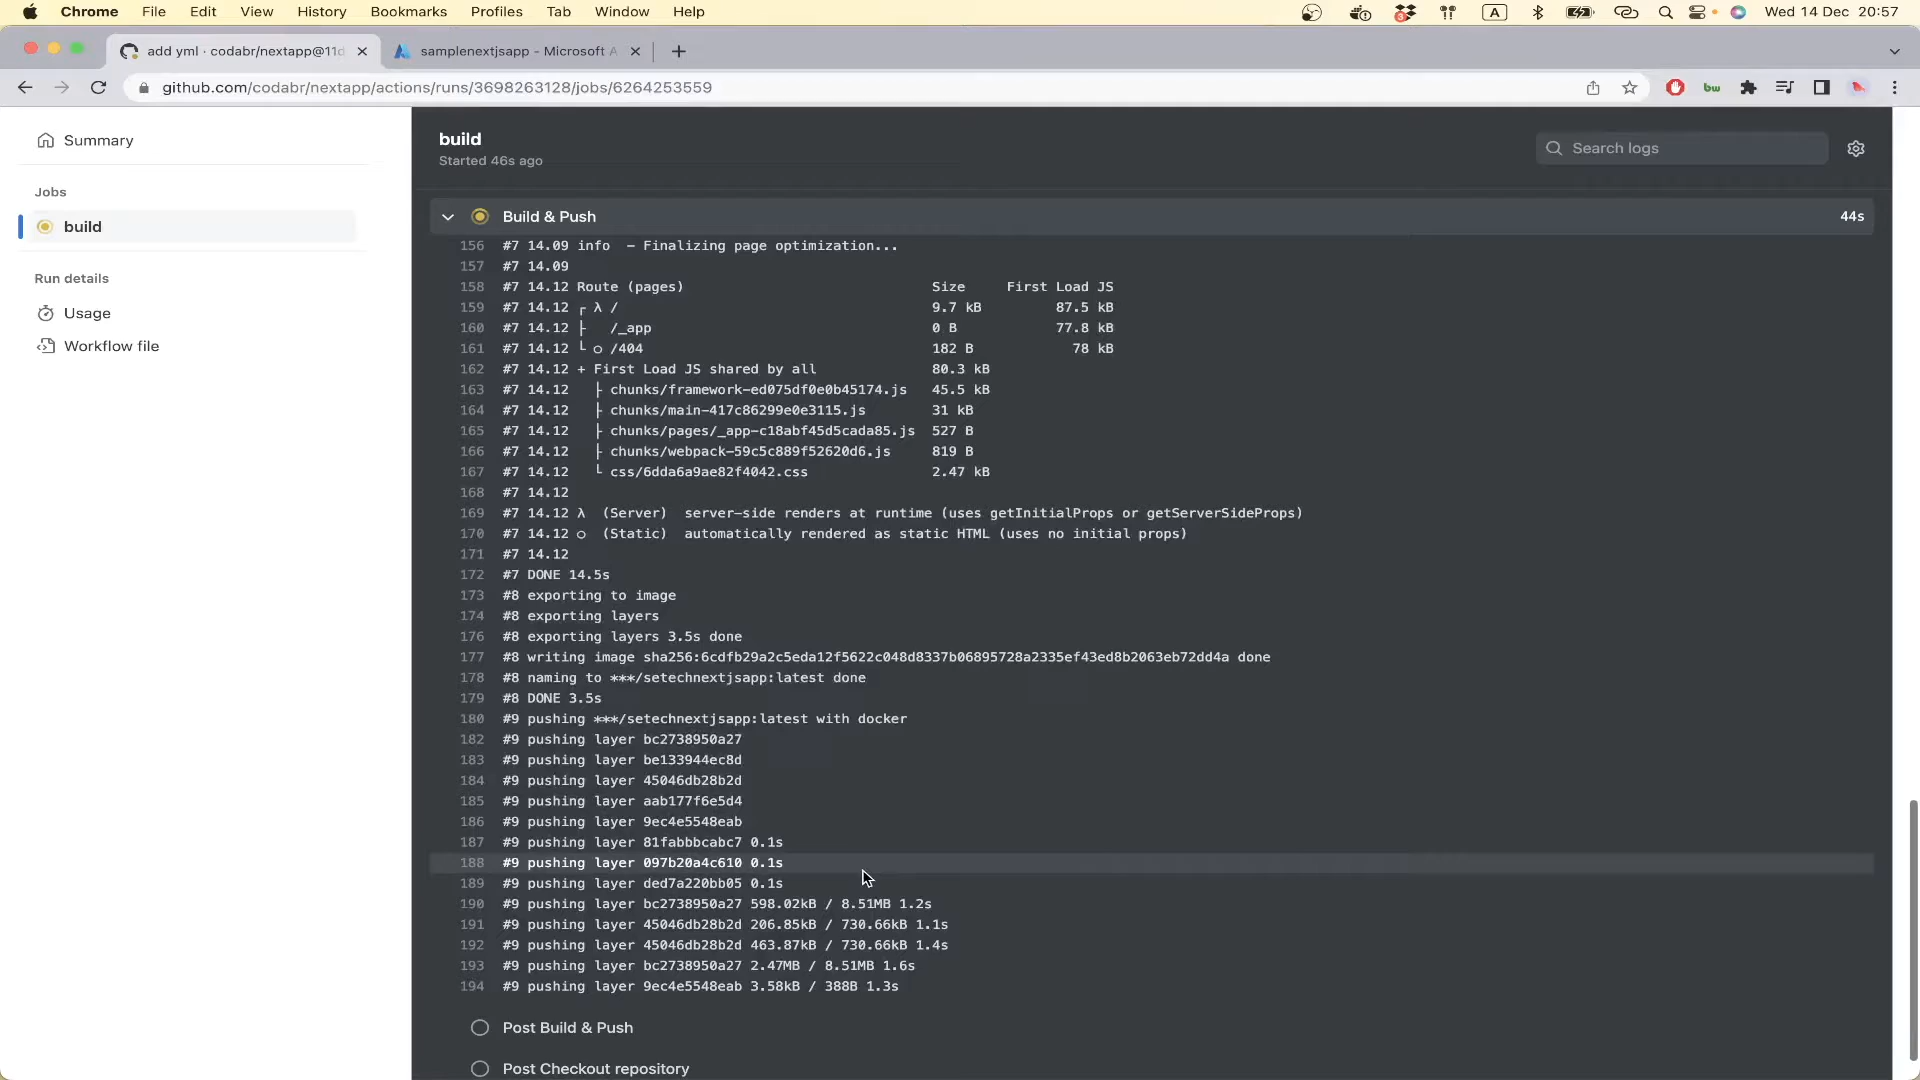 Chrome File Edit View History Bookmarks Profiles Tab Window Help
3 A Wed 14 Dec 20:57
add yml · codabr/nextapp@11d
samplenextjsapp - Microsoft A
github.com/codabr/nextapp/actions/runs/3698263128/jobs/6264253559
bw
Summary
Jobs
build
Run details
Usage
Workflow file
build
Started 46s ago
Search logs
Build & Push 44s
156 #7 14.09 info  - Finalizing page optimization...
157 #7 14.09
158 #7 14.12 Route (pages) Size First Load JS
159 #7 14.12 ┌ λ / 9.7 kB 87.5 kB
160 #7 14.12 ├   /_app 0 B 77.8 kB
161 #7 14.12 └ ○ /404 182 B 78 kB
162 #7 14.12 + First Load JS shared by all 80.3 kB
163 #7 14.12   ├ chunks/framework-ed075df0e0b45174.js 45.5 kB
164 #7 14.12   ├ chunks/main-417c86299e0e3115.js 31 kB
165 #7 14.12   ├ chunks/pages/_app-c18abf45d5cada85.js 527 B
166 #7 14.12   ├ chunks/webpack-59c5c889f52620d6.js 819 B
167 #7 14.12   └ css/6dda6a9ae82f4042.css 2.47 kB
168 #7 14.12
169 #7 14.12 λ  (Server)  server-side renders at runtime (uses getInitialProps or getServerSideProps)
170 #7 14.12 ○  (Static)  automatically rendered as static HTML (uses no initial props)
171 #7 14.12
172 #7 DONE 14.5s
173 #8 exporting to image
174 #8 exporting layers
176 #8 exporting layers 3.5s done
177 #8 writing image sha256:6cdfb29a2c5eda12f5622c048d8337b06895728a2335ef43ed8b2063eb72dd4a done
178 #8 naming to ***/setechnextjsapp:latest done
179 #8 DONE 3.5s
180 #9 pushing ***/setechnextjsapp:latest with docker
182 #9 pushing layer bc2738950a27
183 #9 pushing layer be133944ec8d
184 #9 pushing layer 45046db28b2d
185 #9 pushing layer aab177f6e5d4
186 #9 pushing layer 9ec4e5548eab
187 #9 pushing layer 81fabbbcabc7 0.1s
188 #9 pushing layer 097b20a4c610 0.1s
189 #9 pushing layer ded7a220bb05 0.1s
190 #9 pushing layer bc2738950a27 598.02kB / 8.51MB 1.2s
191 #9 pushing layer 45046db28b2d 206.85kB / 730.66kB 1.1s
192 #9 pushing layer 45046db28b2d 463.87kB / 730.66kB 1.4s
193 #9 pushing layer bc2738950a27 2.47MB / 8.51MB 1.6s
194 #9 pushing layer 9ec4e5548eab 3.58kB / 388B 1.3s
Post Build & Push
Post Checkout repository